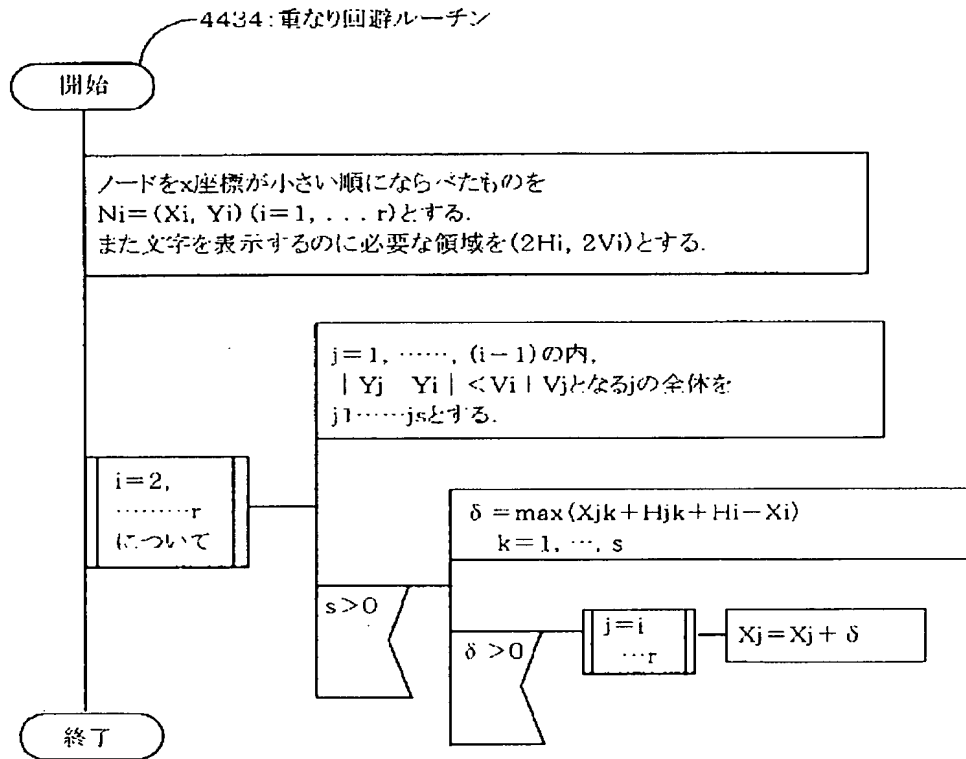 4434:重なり回避ルーチン
開始
ノードをx座標が小さい順にならべたものを
Ni=(Xi, Yi) (i=1, . . . r)とする.
また文字を表示するのに必要な領域を(2Hi, 2Vi)とする.
j=1, ……, (i−1)の内,
| Yj Yi | <Vi | Vjとなるjの全体を
j1……jsとする.
i=2,
………r
について
δ=max(Xjk+Hjk+Hi−Xi)
k=1, …, s
s>0
δ>0
j=i
…r
Xj=Xj+ δ
終了